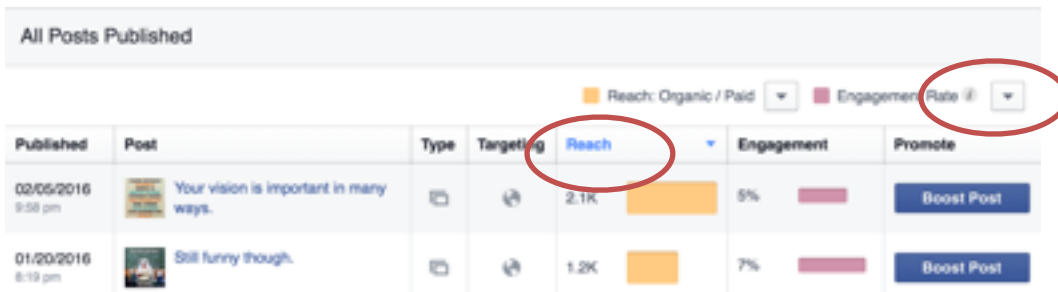 All Posts Published
Reach: Organic / Paid Engagement Rate
Published Post Type Targeting Reach Engagement Promote
02/05/2016 Your vision is important in many 2.1K 5% Boost Post
9:58 pm ways.
01/20/2016 Still funny though. 1.2K 7% Boost Post
8:19 pm